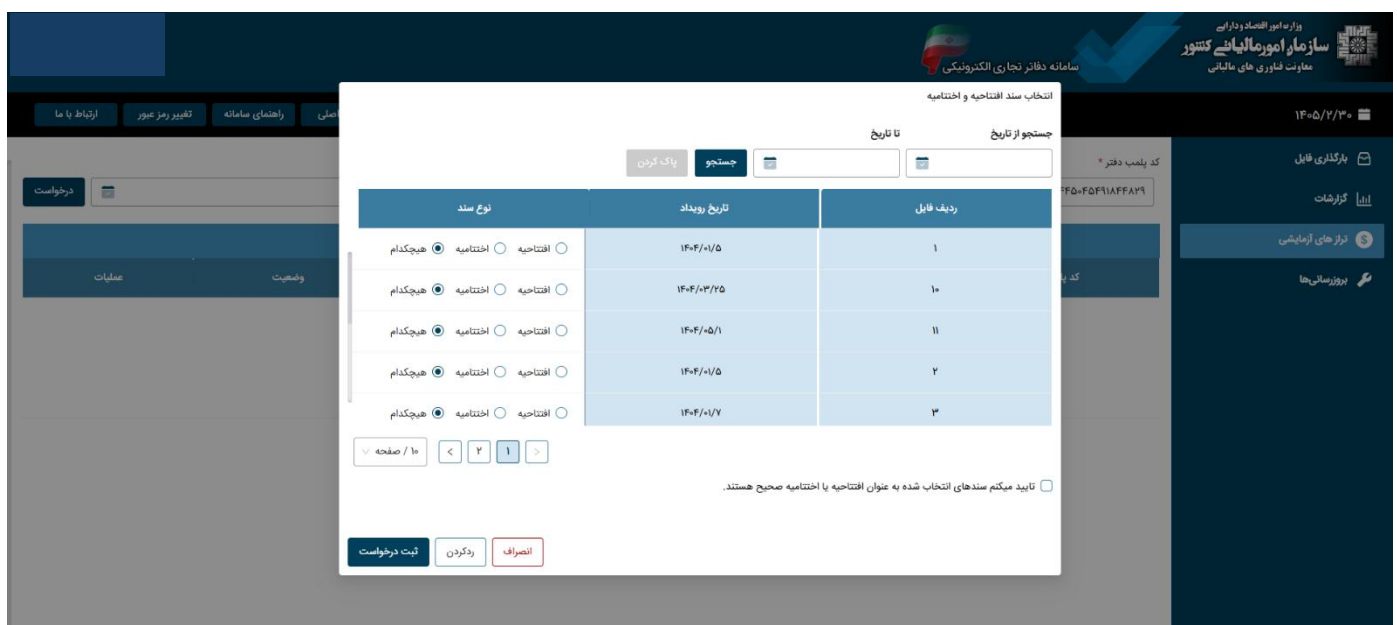 وزارت امور اقتصاد و دارایی
سازمان امور مالیاتی کشور
معاونت فناوری های مالیاتی
سامانه دفاتر تجاری الکترونیکی
۱۴۰۵/۲/۳۰
اصلی
راهنمای سامانه
تغییر رمز عبور
ارتباط با ما
بارگذاری فایل
گزارشات
تراز های آزمایشی
بروزرسانی‌ها
کد پلمب دفتر *
درخواست
وضعیت
عملیات
انتخاب سند افتتاحیه و اختتامیه
جستجو از تاریخ
تا تاریخ
جستجو
پاک کردن
ردیف فایل تاریخ رویداد نوع سند
۱ ۱۴۰۴/۰۱/۵ افتتاحیه اختتامیه هیچکدام
۱۰ ۱۴۰۴/۰۳/۲۵ افتتاحیه اختتامیه هیچکدام
۱۱ ۱۴۰۴/۰۵/۱ افتتاحیه اختتامیه هیچکدام
۲ ۱۴۰۴/۰۱/۵ افتتاحیه اختتامیه هیچکدام
۳ ۱۴۰۴/۰۱/۷ افتتاحیه اختتامیه هیچکدام
< ۱ ۲ > ۱۰ / صفحه
تایید میکنم سندهای انتخاب شده به عنوان افتتاحیه یا اختتامیه صحیح هستند.
انصراف
ردکردن
ثبت درخواست